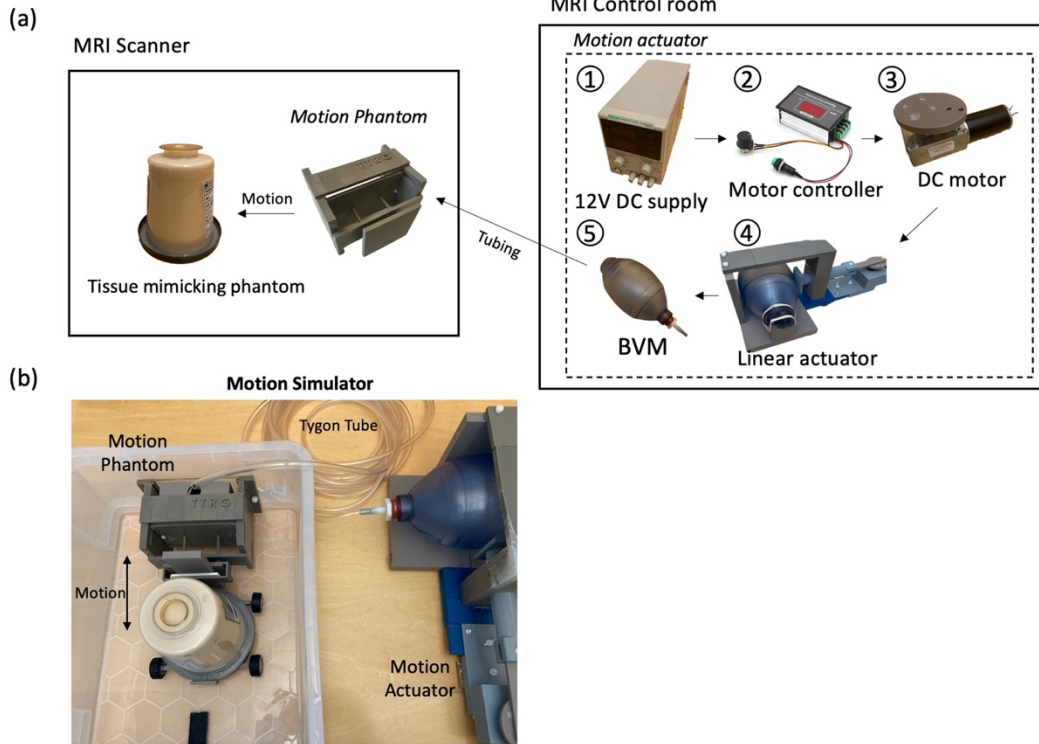 (a)
MRI Scanner
Motion Phantom
Motion
Tissue mimicking phantom
Tubing
MRI Control room
Motion actuator
①
②
③
12V DC supply
Motor controller
DC motor
⑤
④
BVM
Linear actuator
(b)
Motion Simulator
Motion
Phantom
Tygon Tube
TTRG
Motion
Motion
Actuator